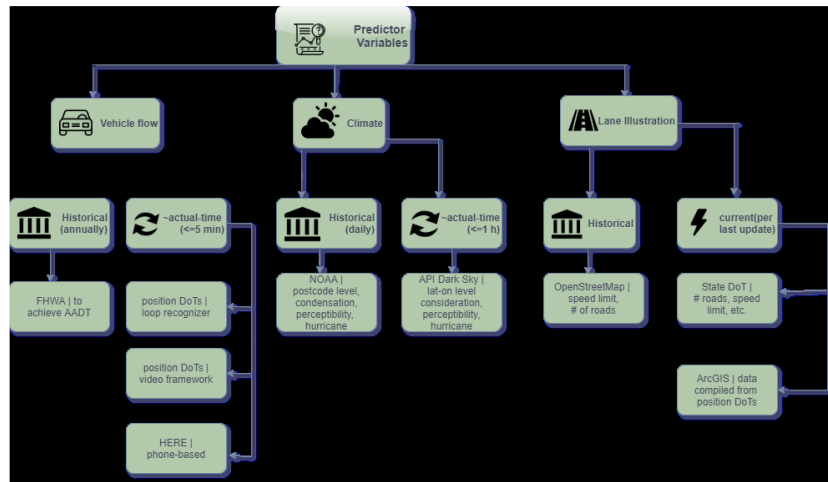 Predictor
Variables
Vehicle flow
Climate
Lane Illustration
Historical
(annually)
~actual-time
(<=5 min)
Historical
(daily)
~actual-time
(<=1 h)
Historical
current(per
last update)
FHWA | to
achieve AADT
position DoTs |
loop recognizer
NOAA |
postcode level,
condensation,
perceptibility,
hurricane
API Dark Sky |
lat-on level
consideration,
perceptibility,
hurricane
OpenStreetMap |
speed limit,
# of roads
State DoT |
# roads, speed
limit, etc.
position DoTs |
video framework
ArcGIS | data
compiled from
position DoTs
HERE |
phone-based